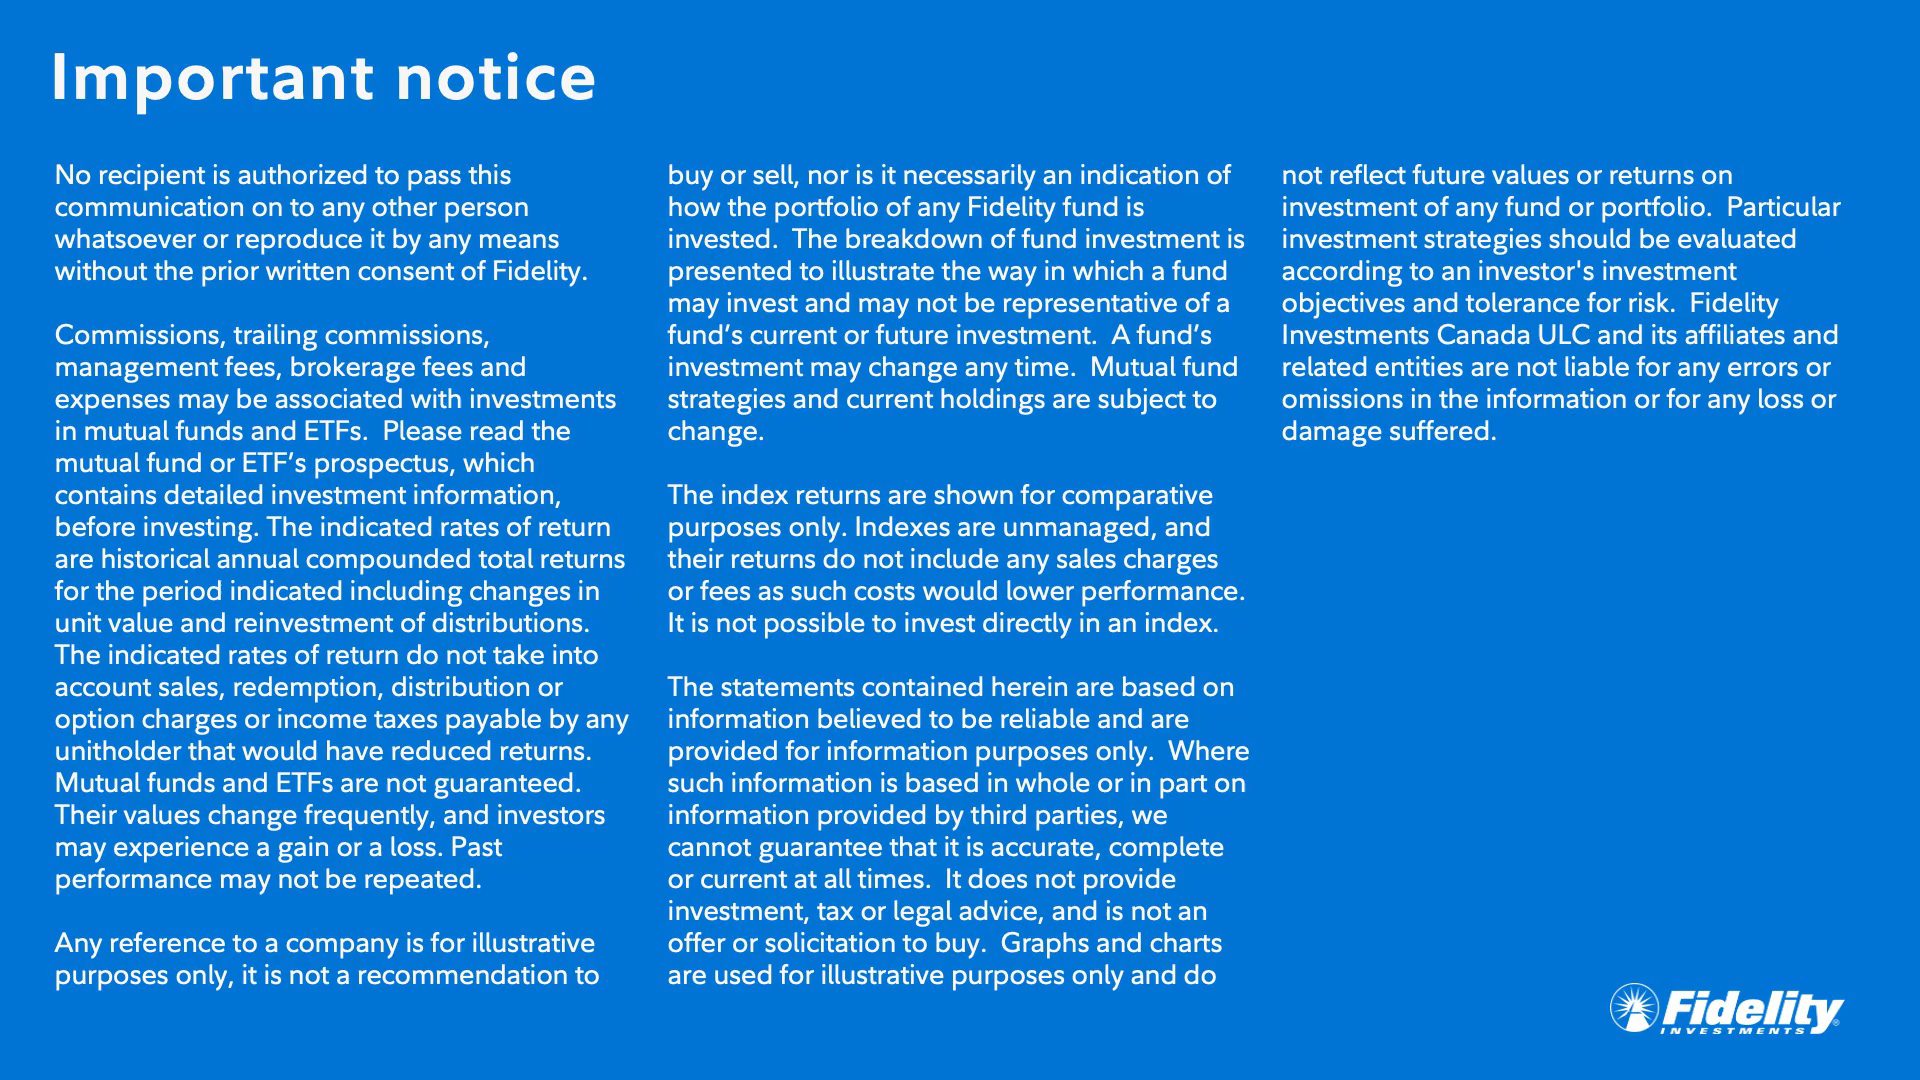 Important notice
No recipient is authorized to pass this
communication on to any other person
whatsoever or reproduce it by any means
without the prior written consent of Fidelity.
Commissions, trailing commissions,
management fees, brokerage fees and
expenses may be associated with investments
in mutual funds and ETFs.  Please read the
mutual fund or ETF’s prospectus, which
contains detailed investment information,
before investing. The indicated rates of return
are historical annual compounded total returns
for the period indicated including changes in
unit value and reinvestment of distributions.
The indicated rates of return do not take into
account sales, redemption, distribution or
option charges or income taxes payable by any
unitholder that would have reduced returns.
Mutual funds and ETFs are not guaranteed.
Their values change frequently, and investors
may experience a gain or a loss. Past
performance may not be repeated.
Any reference to a company is for illustrative
purposes only, it is not a recommendation to
buy or sell, nor is it necessarily an indication of
how the portfolio of any Fidelity fund is
invested.  The breakdown of fund investment is
presented to illustrate the way in which a fund
may invest and may not be representative of a
fund’s current or future investment.  A fund’s
investment may change any time.  Mutual fund
strategies and current holdings are subject to
change.
The index returns are shown for comparative
purposes only. Indexes are unmanaged, and
their returns do not include any sales charges
or fees as such costs would lower performance.
It is not possible to invest directly in an index.
The statements contained herein are based on
information believed to be reliable and are
provided for information purposes only.  Where
such information is based in whole or in part on
information provided by third parties, we
cannot guarantee that it is accurate, complete
or current at all times.  It does not provide
investment, tax or legal advice, and is not an
offer or solicitation to buy.  Graphs and charts
are used for illustrative purposes only and do
not reflect future values or returns on
investment of any fund or portfolio.  Particular
investment strategies should be evaluated
according to an investor's investment
objectives and tolerance for risk.  Fidelity
Investments Canada ULC and its affiliates and
related entities are not liable for any errors or
omissions in the information or for any loss or
damage suffered.
Fidelity
INVESTMENTS®